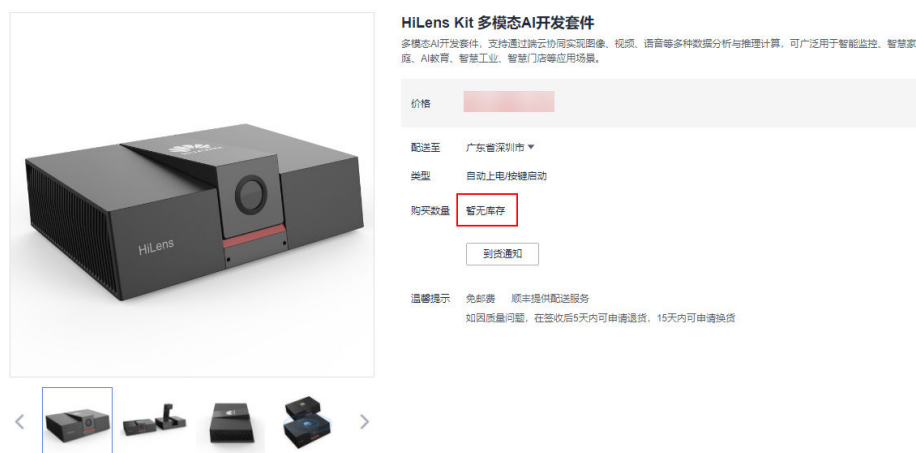 HiLens Kit 多模态AI开发套件
多模态AI开发套件，支持通过端云协同实现图像、视频、语音等多种数据分析与推理计算，可广泛用于智能监控、智慧家
庭、AI教育、智慧工业、智慧门店等应用场景。
价格
配送至 广东省深圳市
类型 自动上电/按键启动
购买数量 暂无库存
到货通知
温馨提示 免邮费 顺丰提供配送服务
如因质量问题，在签收后5天内可申请退货，15天内可申请换货
HiLens